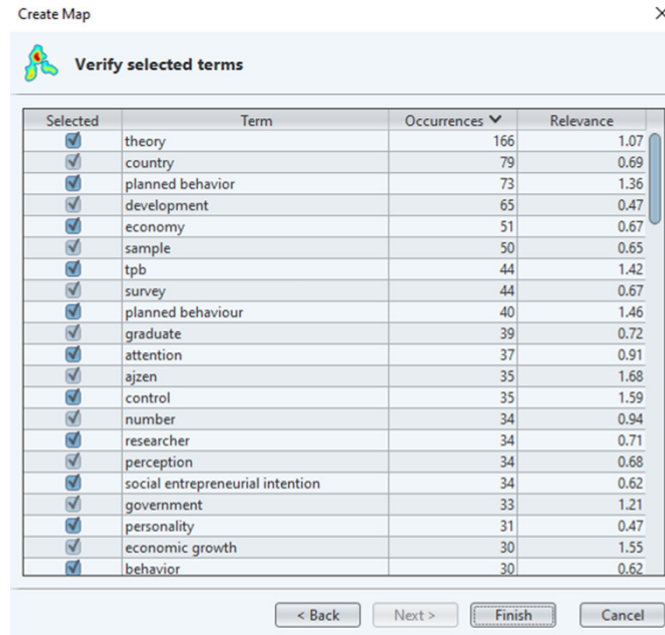 Create Map
Verify selected terms
Selected Term Occurrences Relevance
theory 166 1.07
country 79 0.69
planned behavior 73 1.36
development 65 0.47
economy 51 0.67
sample 50 0.65
tpb 44 1.42
survey 44 0.67
planned behaviour 40 1.46
graduate 39 0.72
attention 37 0.91
ajzen 35 1.68
control 35 1.59
number 34 0.94
researcher 34 0.71
perception 34 0.68
social entrepreneurial intention 34 0.62
government 33 1.21
personality 31 0.47
economic growth 30 1.55
behavior 30 0.62
< Back Next > Finish Cancel